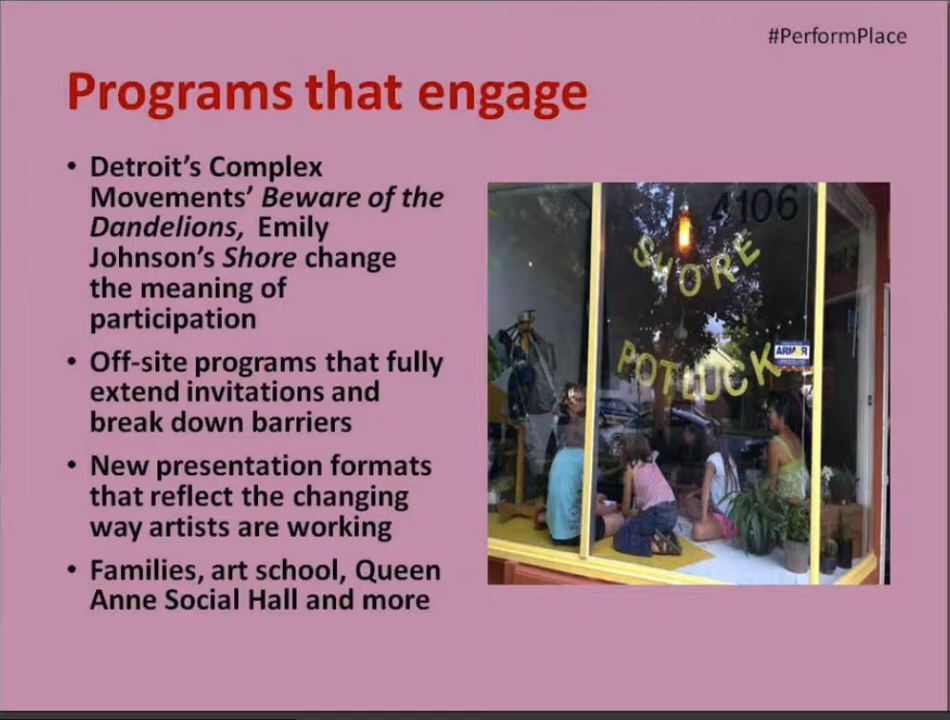 #PerformPlace
Programs that engage
• Detroit's Complex
Movements' Beware of the
Dandelions, Emily
Johnson's Shore change
the meaning of
participation
• Off-site programs that fully
extend invitations and
break down barriers
• New presentation formats
that reflect the changing
way artists are working
• Families, art school, Queen
Anne Social Hall and more
4106
SHORE
POTLUCK
ARMOR